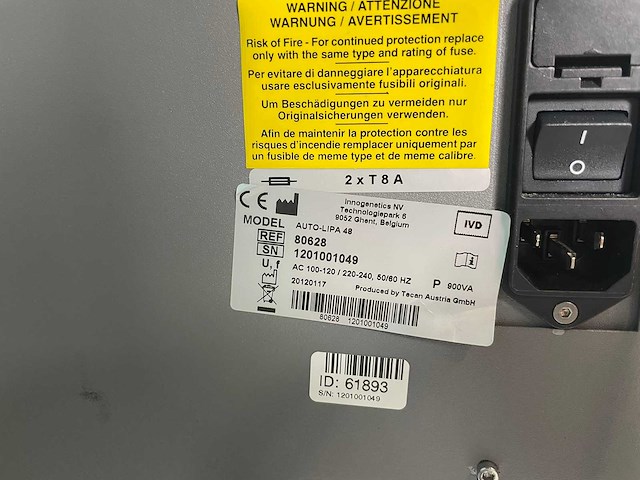 WARNING / ATTENZIONE
WARNUNG / AVERTISSEMENT
Risk of Fire - For continued protection replace
only with the same type and rating of fuse.
Per evitare di danneggiare l'apparecchiatura
usare esclusivamente fusibili originali.
Um Beschädigungen zu vermeiden nur
Originalsicherungen verwenden.
Afin de maintenir la protection contre les
risques d'incendie remplacer uniquement par
un fusible de meme type et de meme calibre.
2 x T 8 A
CE
Innogenetics NV
Technologiepark 6
9052 Ghent, Belgium
IVD
MODEL AUTO-LIPA 48
REF 80628
SN 1201001049
U, f AC 100-120 / 220-240, 50/60 HZ P 900VA
20120117 Produced by Tecan Austria GmbH
80628 1201001049
ID: 61893
S/N: 1201001049
I
O